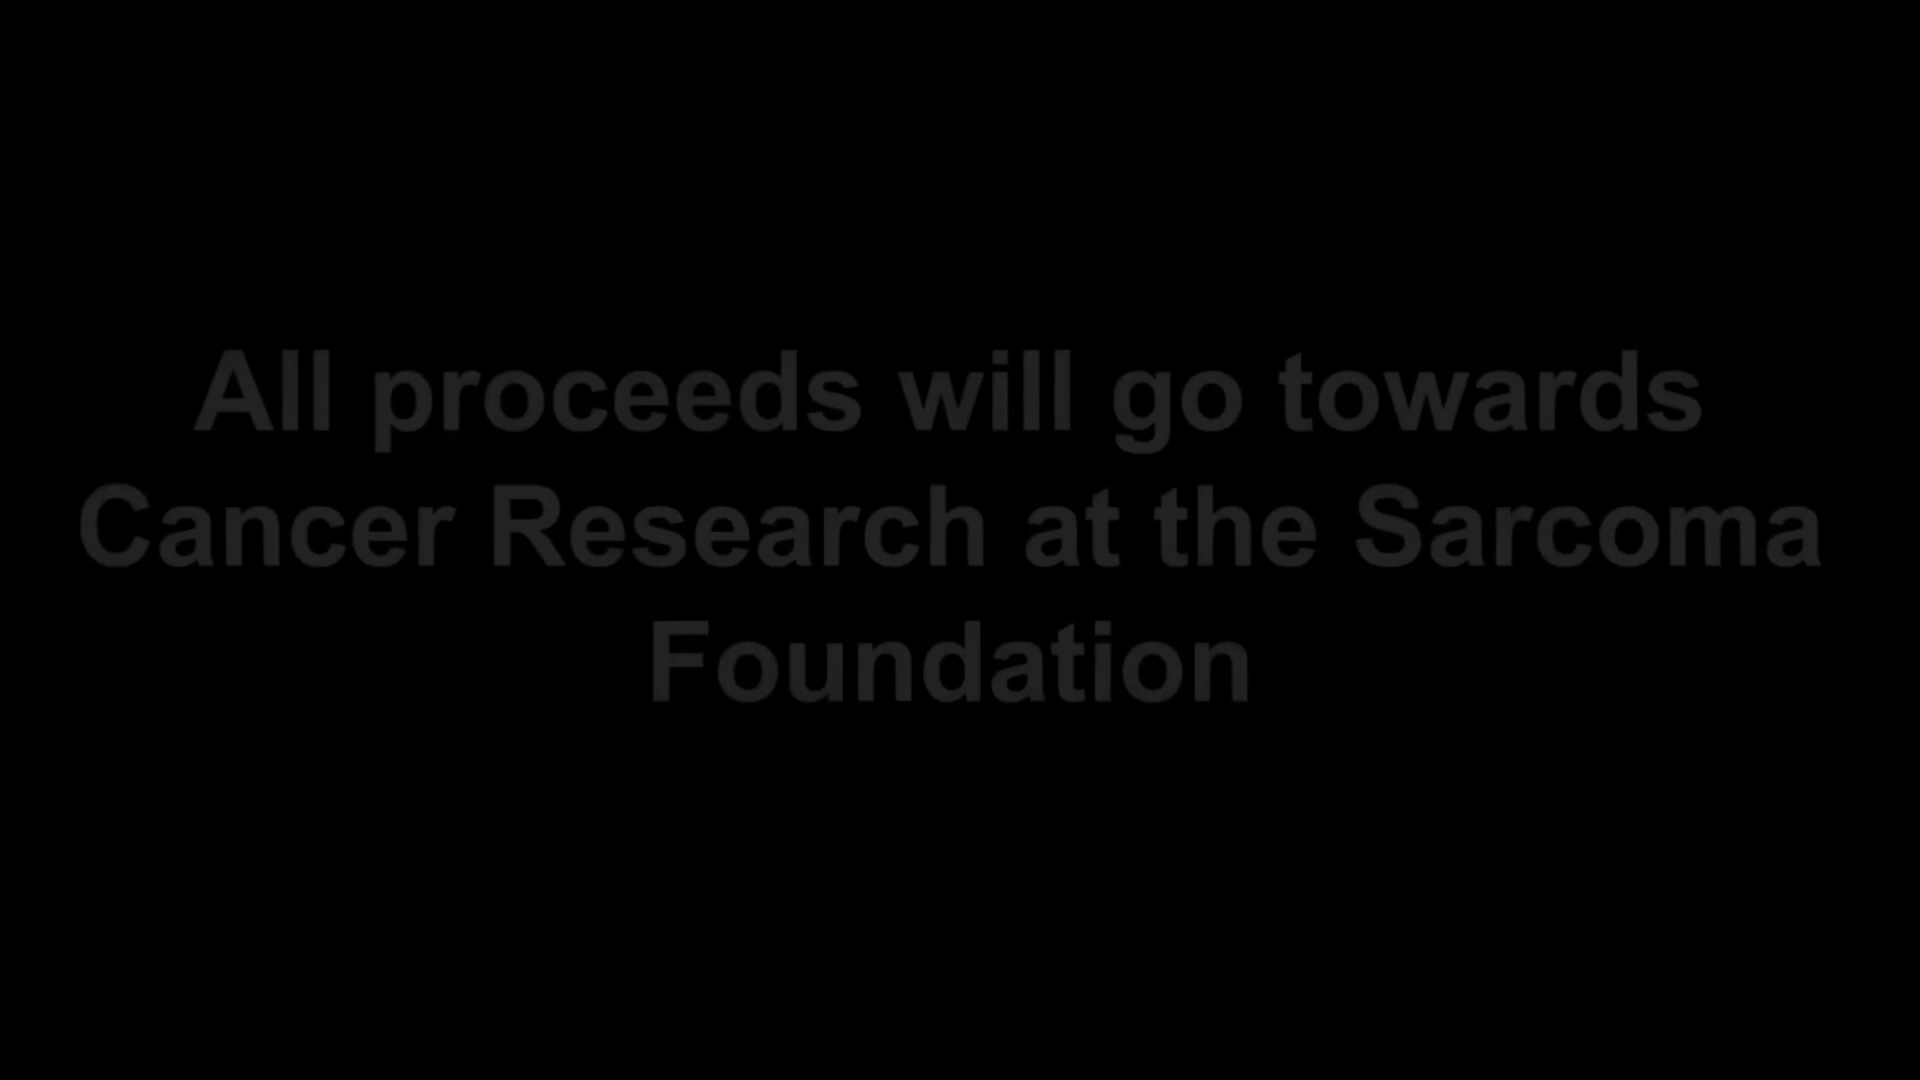 All proceeds will go towards
Cancer Research at the Sarcoma
Foundation